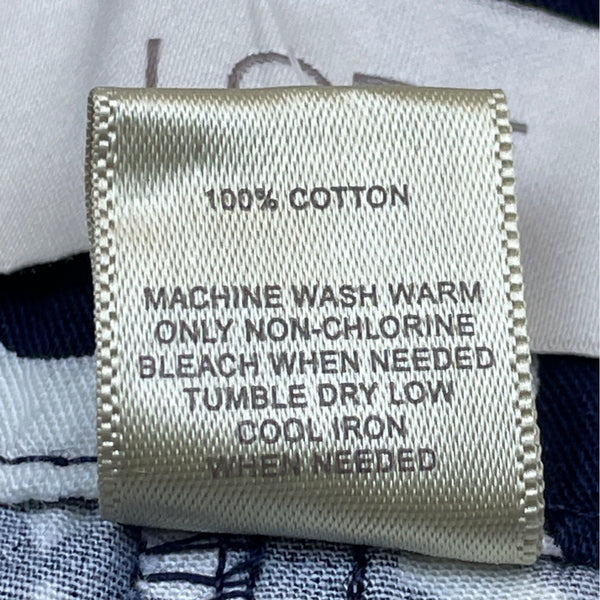 100% COTTON
MACHINE WASH WARM
ONLY NON-CHLORINE
BLEACH WHEN NEEDED
TUMBLE DRY LOW
COOL IRON
WHEN NEEDED